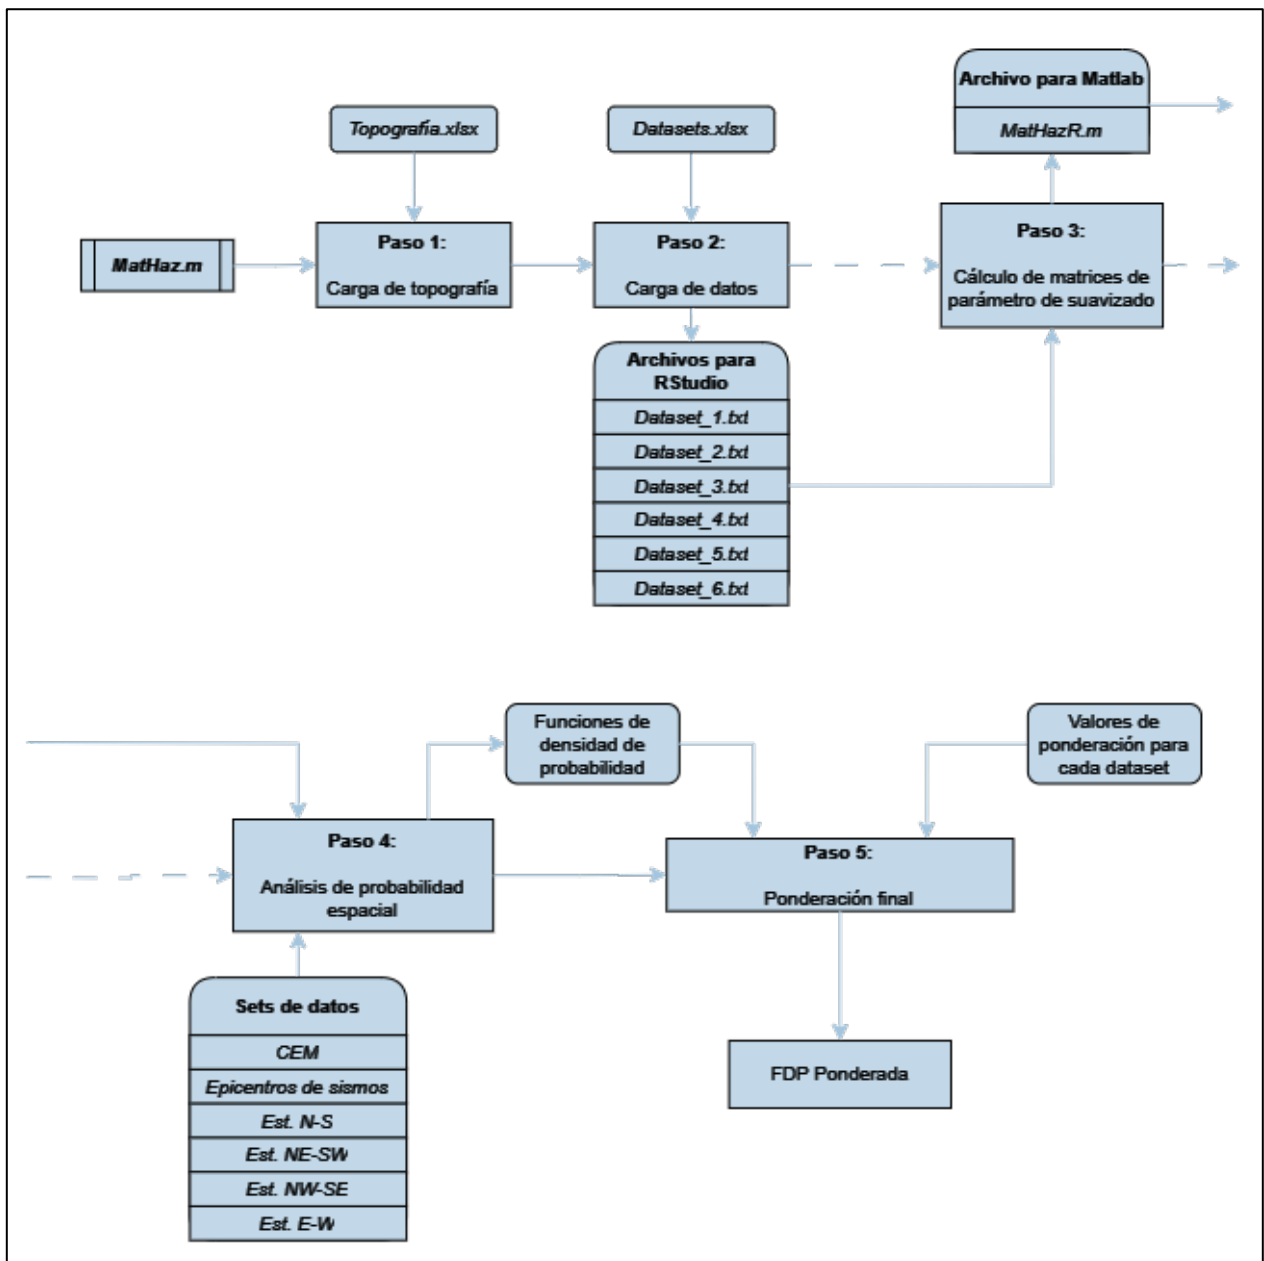 Archivo para Matlab
MatHazR.m
Topografía.xlsx
Datasets.xlsx
MatHaz.m
Paso 1:
Carga de topografía
Paso 2:
Carga de datos
Paso 3:
Cálculo de matrices de
parámetro de suavizado
Archivos para
RStudio
Dataset_1.txt
Dataset_2.txt
Dataset_3.txt
Dataset_4.txt
Dataset_5.txt
Dataset_6.txt
Funciones de
densidad de
probabilidad
Valores de
ponderación para
cada dataset
Paso 4:
Análisis de probabilidad
espacial
Paso 5:
Ponderación final
Sets de datos
CEM
Epicentros de sismos
Est. N-S
Est. NE-SW
Est. NW-SE
Est. E-W
FDP Ponderada